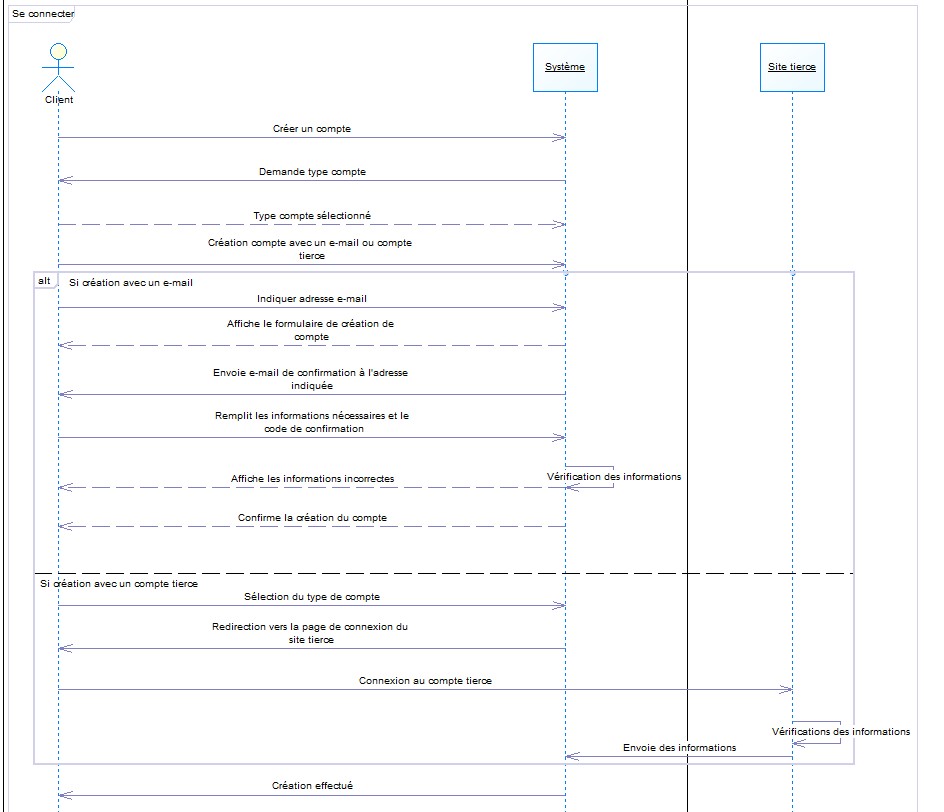 Se connecter
Client
Système
Site tierce
Créer un compte
Demande type compte
Type compte sélectionné
Création compte avec un e-mail ou compte
tierce
alt
Si création avec un e-mail
Indiquer adresse e-mail
Affiche le formulaire de création de
compte
Envoie e-mail de confirmation à l'adresse
indiquée
Remplit les informations nécessaires et le
code de confirmation
Vérification des informations
Affiche les informations incorrectes
Confirme la création du compte
Si création avec un compte tierce
Sélection du type de compte
Redirection vers la page de connexion du
site tierce
Connexion au compte tierce
Vérifications des informations
Envoie des informations
Création effectué